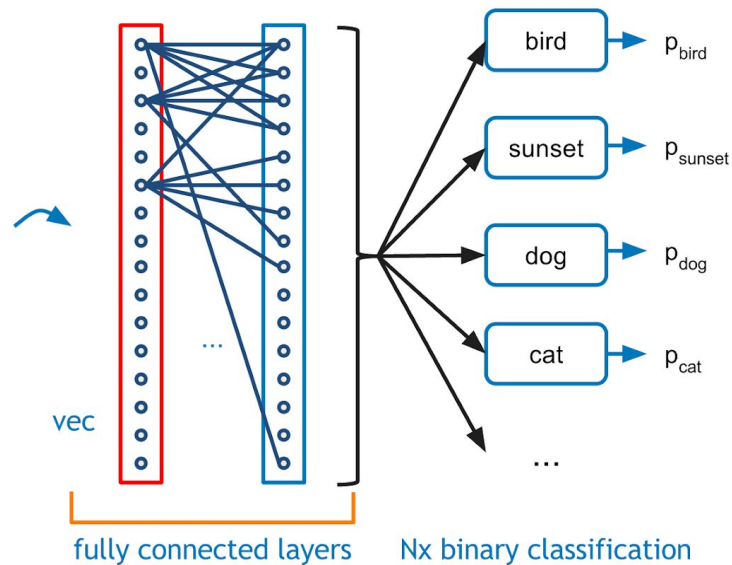 bird
p_bird
sunset
p_sunset
dog
p_dog
...
cat
p_cat
vec
...
fully connected layers
Nx binary classification